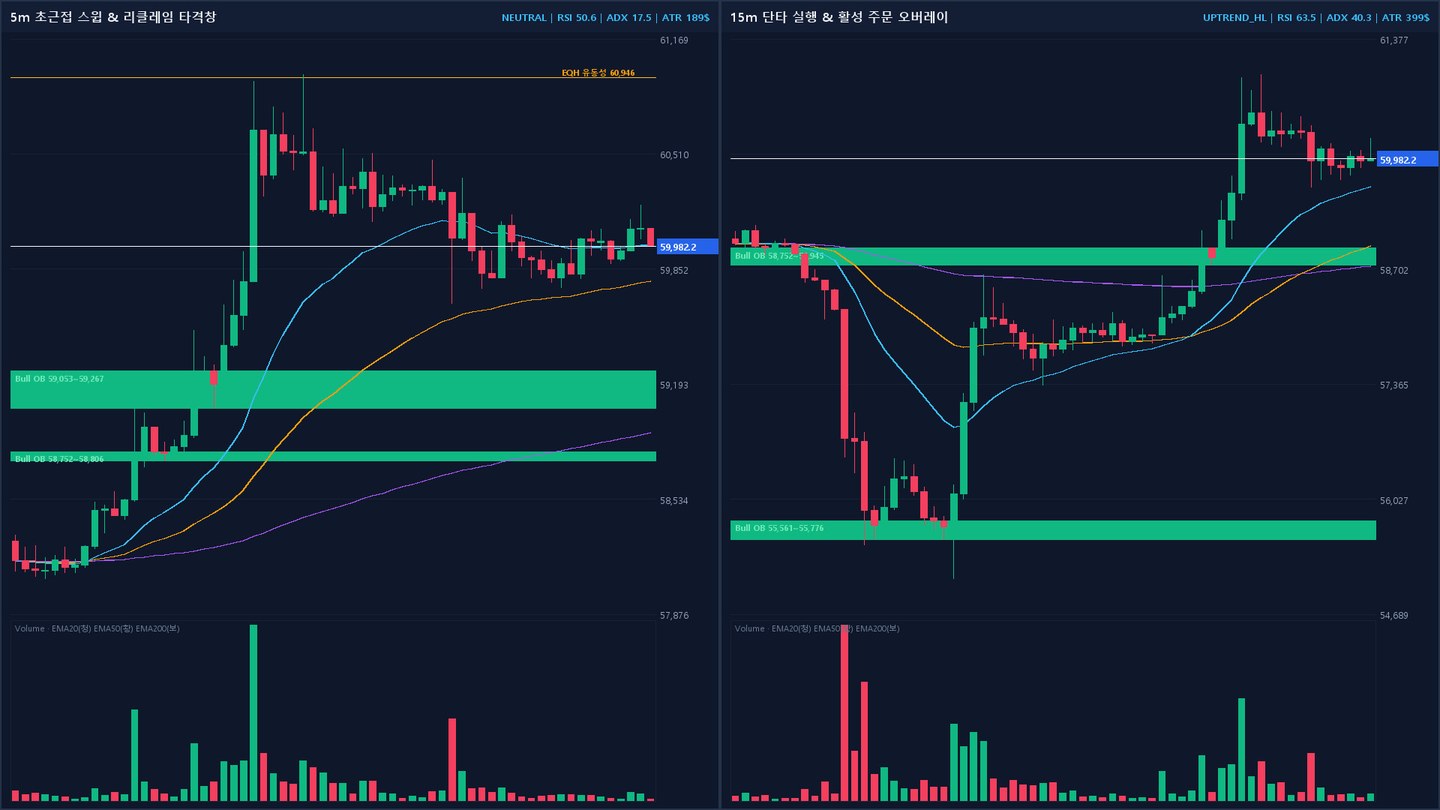 5m 초근접 스윕 & 리클레임 타격창
NEUTRAL | RSI 50.6 | ADX 17.5 | ATR 189$
61,169
EQH 유동성 60,946
60,510
59,982.2
59,852
Bull OB 59,053~59,267
59,193
Bull OB 58,752~58,806
58,534
57,876
Volume · EMA20(청) EMA50(황) EMA200(보)
15m 단타 실행 & 활성 주문 오버레이
UPTREND_HL | RSI 63.5 | ADX 40.3 | ATR 399$
61,377
59,982.2
Bull OB 58,752~58,945
58,702
57,365
56,027
Bull OB 55,561~55,776
54,689
Volume · EMA20(청) EMA50(황) EMA200(보)